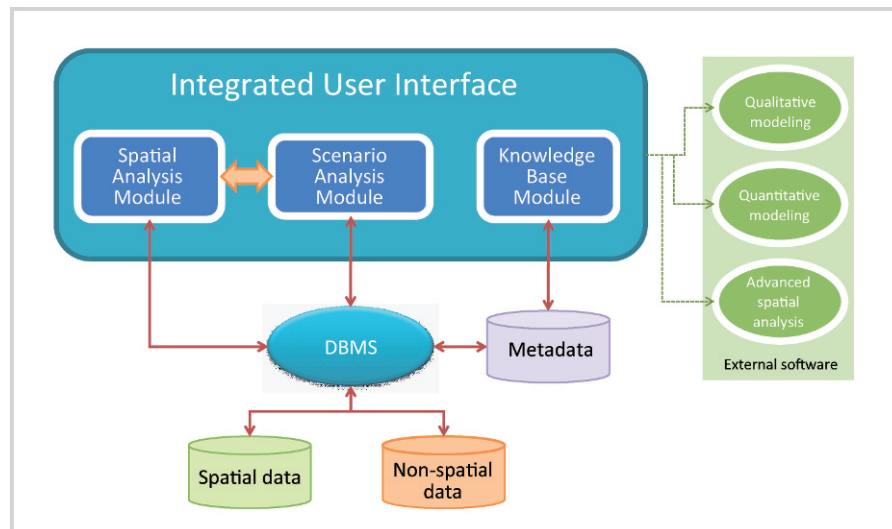 Integrated User Interface
Spatial
Analysis
Module
Scenario
Analysis
Module
Knowledge
Base
Module
DBMS
Metadata
Spatial data
Non-spatial
data
Qualitative
modeling
Quantitative
modeling
Advanced
spatial
analysis
External software